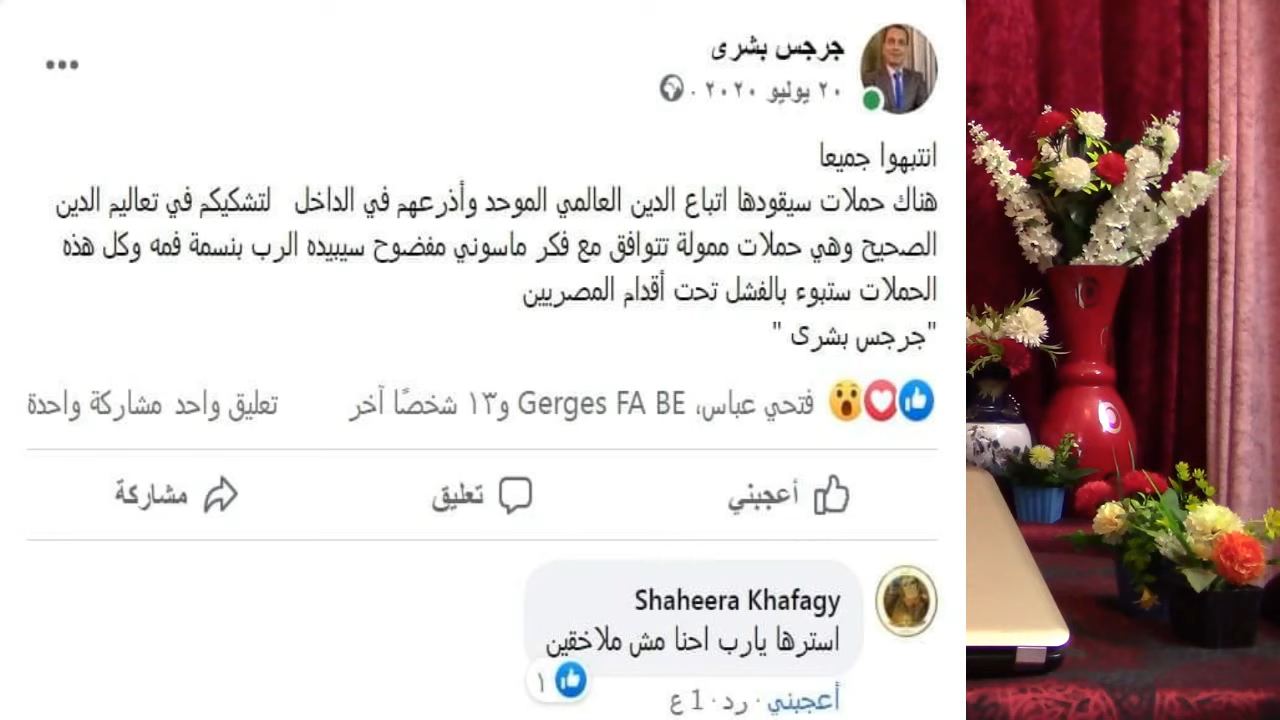 جرجس بشرى
٢٠ يوليو ٢٠٢٠ ·
انتبهوا جميعا
هناك حملات سيقودها اتباع الدين العالمي الموحد وأذرعهم في الداخل لتشكيكم في تعاليم الدين
الصحيح وهي حملات ممولة تتوافق مع فكر ماسوني مفضوح سيبيده الرب بنسمة فمه وكل هذه
الحملات ستبوء بالفشل تحت أقدام المصريين
"جرجس بشرى "
فتحي عباس، Gerges FA BE و١٣ شخصًا آخر تعليق واحد مشاركة واحدة
أعجبني تعليق مشاركة
Shaheera Khafagy
استرها يارب احنا مش ملاخقين
١
أعجبني · رد · 1 ع